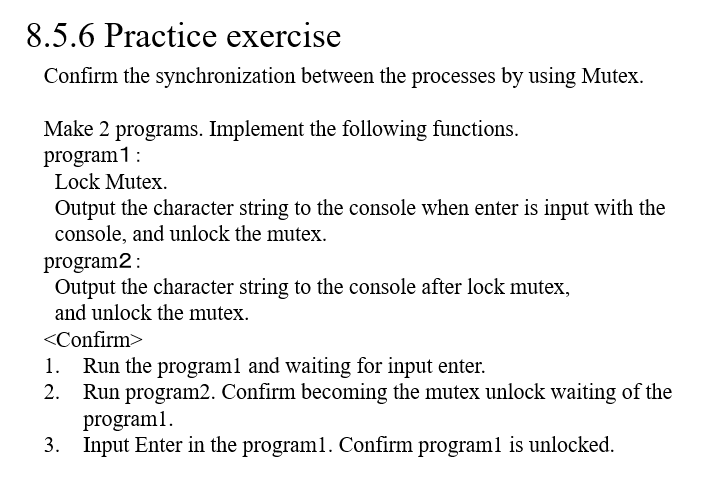 8.5.6 Practice exercise
Confirm the synchronization between the processes by using Mutex.
Make 2 programs. Implement the following functions.
program1 :
Lock Mutex.
Output the character string to the console when enter is input with the
console, and unlock the mutex.
program2 :
Output the character string to the console after lock mutex,
and unlock the mutex.
<Confirm>
1. Run the program1 and waiting for input enter.
2. Run program2. Confirm becoming the mutex unlock waiting of the
program1.
3. Input Enter in the program1. Confirm program1 is unlocked.